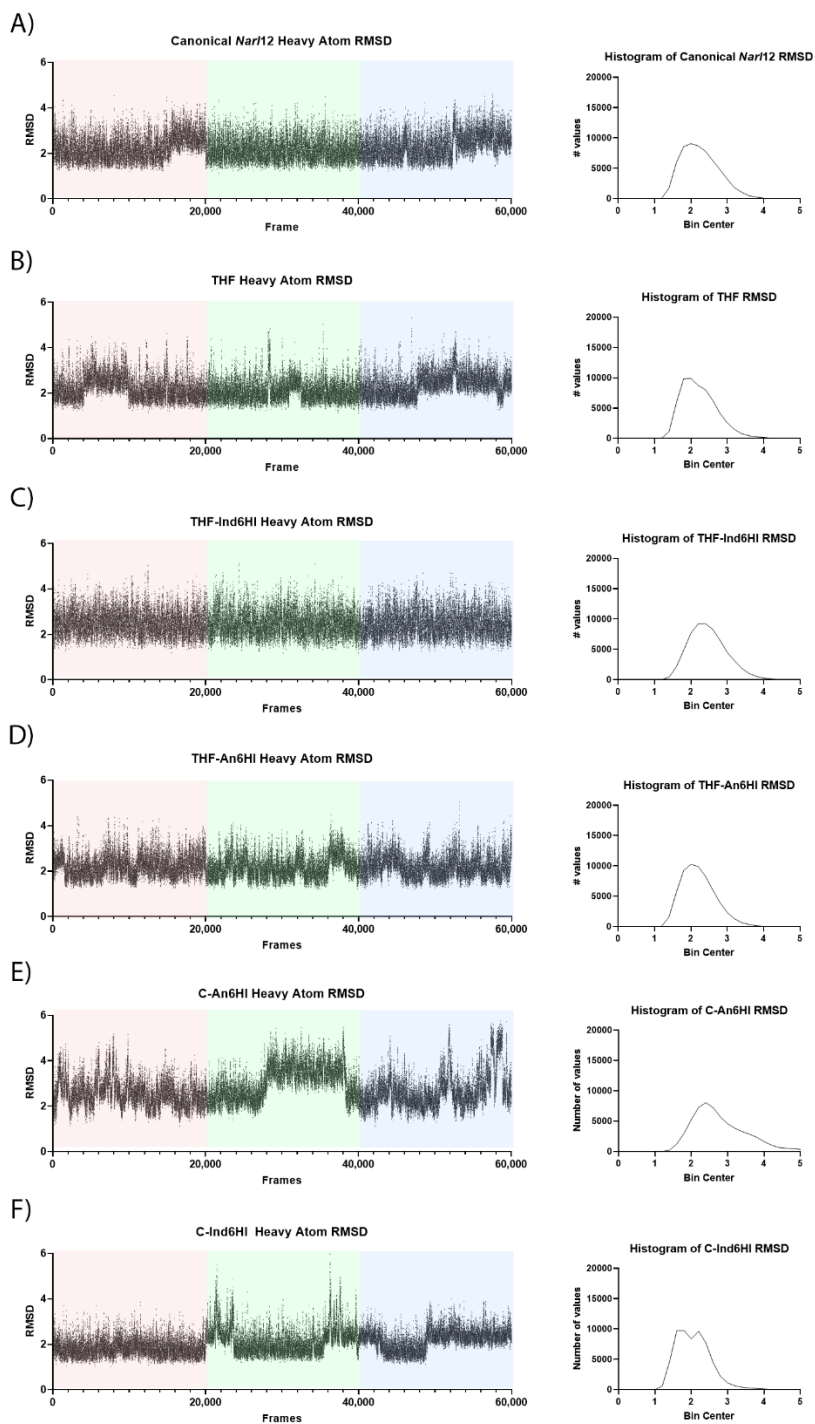 A)
Canonical NarI12 Heavy Atom RMSD
RMSD
6
4
2
0
0 20,000 40,000 60,000
Frame
Histogram of Canonical NarI12 RMSD
# values
20000
15000
10000
5000
0
0 1 2 3 4 5
Bin Center
B)
THF Heavy Atom RMSD
RMSD
6
4
2
0
0 20,000 40,000 60,000
Frame
Histogram of THF RMSD
# values
20000
15000
10000
5000
0
0 1 2 3 4 5
Bin Center
C)
THF-Ind6HI Heavy Atom RMSD
RMSD
6
4
2
0
0 20,000 40,000 60,000
Frames
Histogram of THF-Ind6HI RMSD
# values
20000
15000
10000
5000
0
0 1 2 3 4 5
Bin Center
D)
THF-An6HI Heavy Atom RMSD
RMSD
6
4
2
0
0 20,000 40,000 60,000
Frames
Histogram of THF-An6HI RMSD
# values
20000
15000
10000
5000
0
0 1 2 3 4 5
Bin Center
E)
C-An6HI Heavy Atom RMSD
RMSD
6
4
2
0
0 20,000 40,000 60,000
Frames
Histogram of C-An6HI RMSD
Number of values
20000
15000
10000
5000
0
0 1 2 3 4 5
Bin Center
F)
C-Ind6HI Heavy Atom RMSD
RMSD
6
4
2
0
0 20,000 40,000 60,000
Frames
Histogram of C-Ind6HI RMSD
Number of values
20000
15000
10000
5000
0
0 1 2 3 4 5
Bin Center